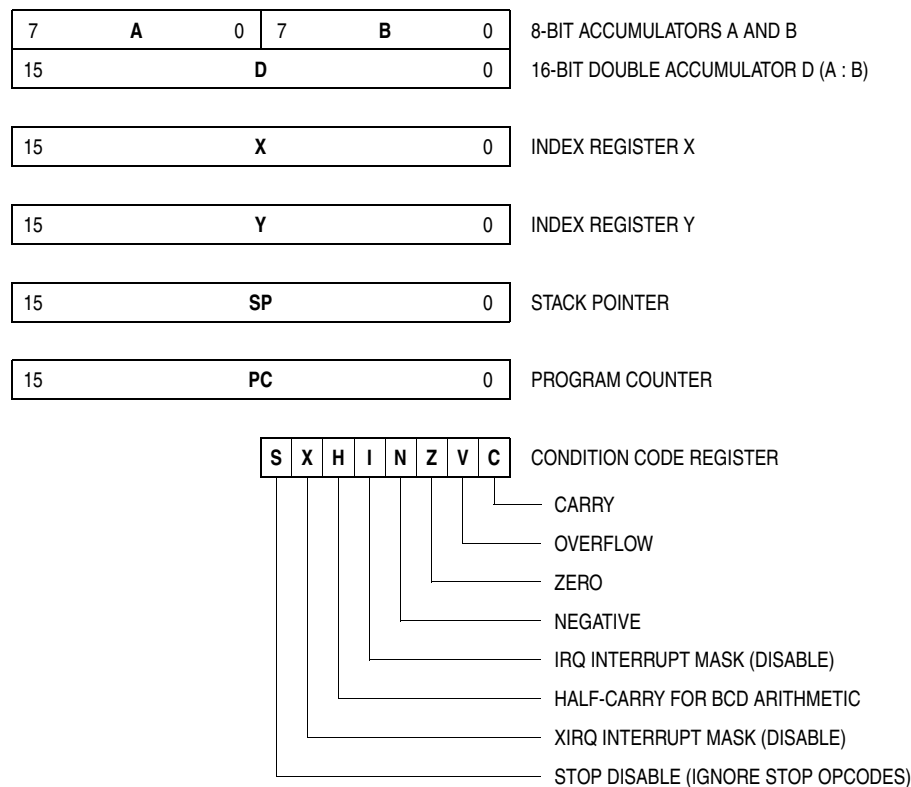 7 A 0 7 B 0 8-BIT ACCUMULATORS A AND B
15 D 0 16-BIT DOUBLE ACCUMULATOR D (A : B)
15 X 0 INDEX REGISTER X
15 Y 0 INDEX REGISTER Y
15 SP 0 STACK POINTER
15 PC 0 PROGRAM COUNTER
S X H I N Z V C CONDITION CODE REGISTER
CARRY
OVERFLOW
ZERO
NEGATIVE
IRQ INTERRUPT MASK (DISABLE)
HALF-CARRY FOR BCD ARITHMETIC
XIRQ INTERRUPT MASK (DISABLE)
STOP DISABLE (IGNORE STOP OPCODES)